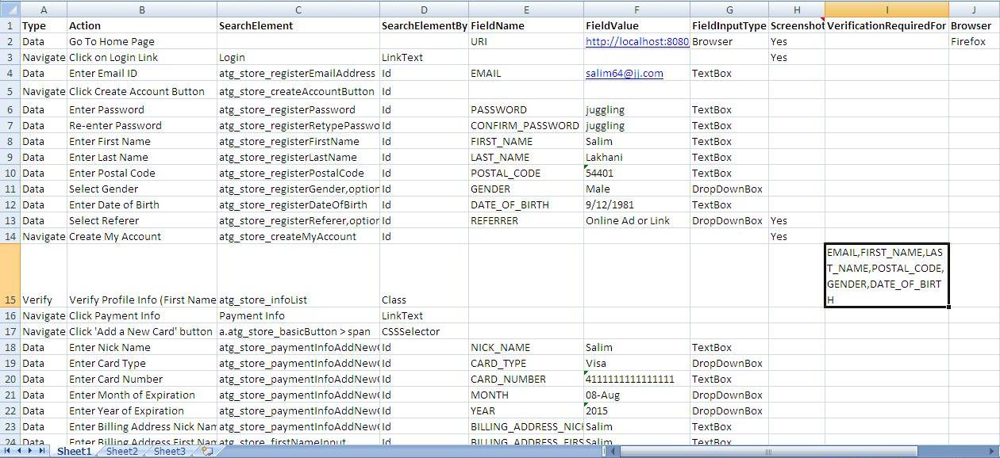 A B C D E F G H I J
1 Type Action SearchElement SearchElementBy FieldName FieldValue FieldInputType Screenshot VerificationRequiredFor Browser
2 Data Go To Home Page URI http://localhost:8080 Browser Yes Firefox
3 Navigate Click on Login Link Login LinkText Yes
4 Data Enter Email ID atg_store_registerEmailAddress Id EMAIL salim64@jj.com TextBox
5 Navigate Click Create Account Button atg_store_createAccountButton Id
6 Data Enter Password atg_store_registerPassword Id PASSWORD juggling TextBox
7 Data Re-enter Password atg_store_registerRetypePasswo Id CONFIRM_PASSWORD juggling TextBox
8 Data Enter First Name atg_store_registerFirstName Id FIRST_NAME Salim TextBox
9 Data Enter Last Name atg_store_registerLastName Id LAST_NAME Lakhani TextBox
10 Data Enter Postal Code atg_store_registerPostalCode Id POSTAL_CODE 54401 TextBox
11 Data Select Gender atg_store_registerGender,option Id GENDER Male DropDownBox
12 Data Enter Date of Birth atg_store_registerDateOfBirth Id DATE_OF_BIRTH 9/12/1981 TextBox
13 Data Select Referer atg_store_registerReferer,option Id REFERRER Online Ad or Link DropDownBox Yes
14 Navigate Create My Account atg_store_createMyAccount Id Yes
EMAIL,FIRST_NAME,LAS
T_NAME,POSTAL_CODE,
GENDER,DATE_OF_BIRT
15 Verify Verify Profile Info (First Name atg_store_infoList Class H
16 Navigate Click Payment Info Payment Info LinkText
17 Navigate Click 'Add a New Card' button a.atg_store_basicButton > span CSSSelector
18 Data Enter Nick Name atg_store_paymentInfoAddNewC Id NICK_NAME Salim TextBox
19 Data Enter Card Type atg_store_paymentInfoAddNewC Id CARD_TYPE Visa DropDownBox
20 Data Enter Card Number atg_store_paymentInfoAddNewC Id CARD_NUMBER 4111111111111111 TextBox
21 Data Enter Month of Expiration atg_store_paymentInfoAddNewC Id MONTH 08-Aug DropDownBox
22 Data Enter Year of Expiration atg_store_paymentInfoAddNewC Id YEAR 2015 DropDownBox
23 Data Enter Billing Address Nick Nam atg_store_paymentInfoAddNewC Id BILLING_ADDRESS_NICK Salim TextBox
24 Data Enter Billing Address First Nam atg_store_firstNameInput Id BILLING_ADDRESS_FIRS Salim TextBox
Sheet1 Sheet2 Sheet3